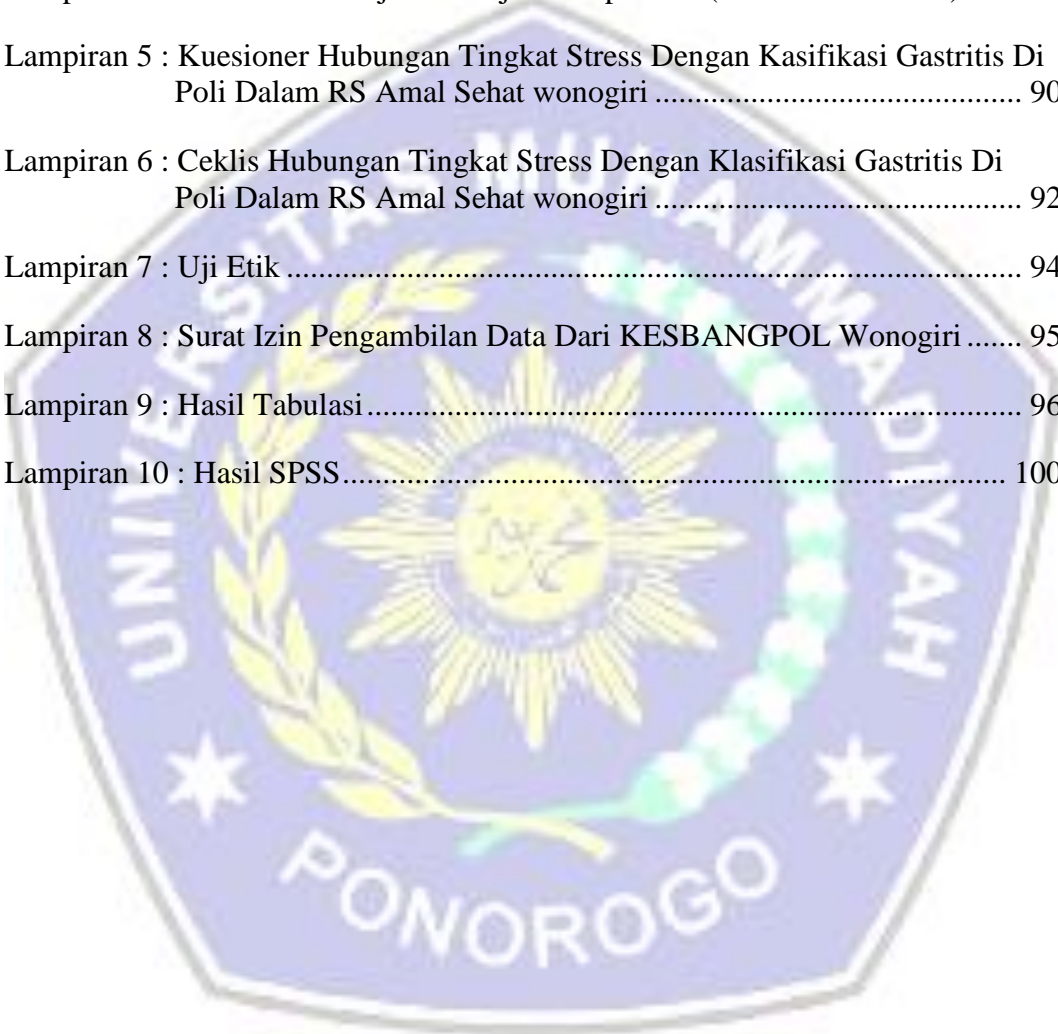 Lampiran 5 : Kuesioner Hubungan Tingkat Stress Dengan Kasifikasi Gastritis Di
Poli Dalam RS Amal Sehat wonogiri ............................................. 90
Lampiran 6 : Ceklis Hubungan Tingkat Stress Dengan Klasifikasi Gastritis Di
Poli Dalam RS Amal Sehat wonogiri ............................................. 92
Lampiran 7 : Uji Etik ........................................................................................... 94
Lampiran 8 : Surat Izin Pengambilan Data Dari KESBANGPOL Wonogiri ....... 95
Lampiran 9 : Hasil Tabulasi ................................................................................. 96
Lampiran 10 : Hasil SPSS .................................................................................. 100
UNIVERSITAS MUHAMMADIYAH
PONOROGO